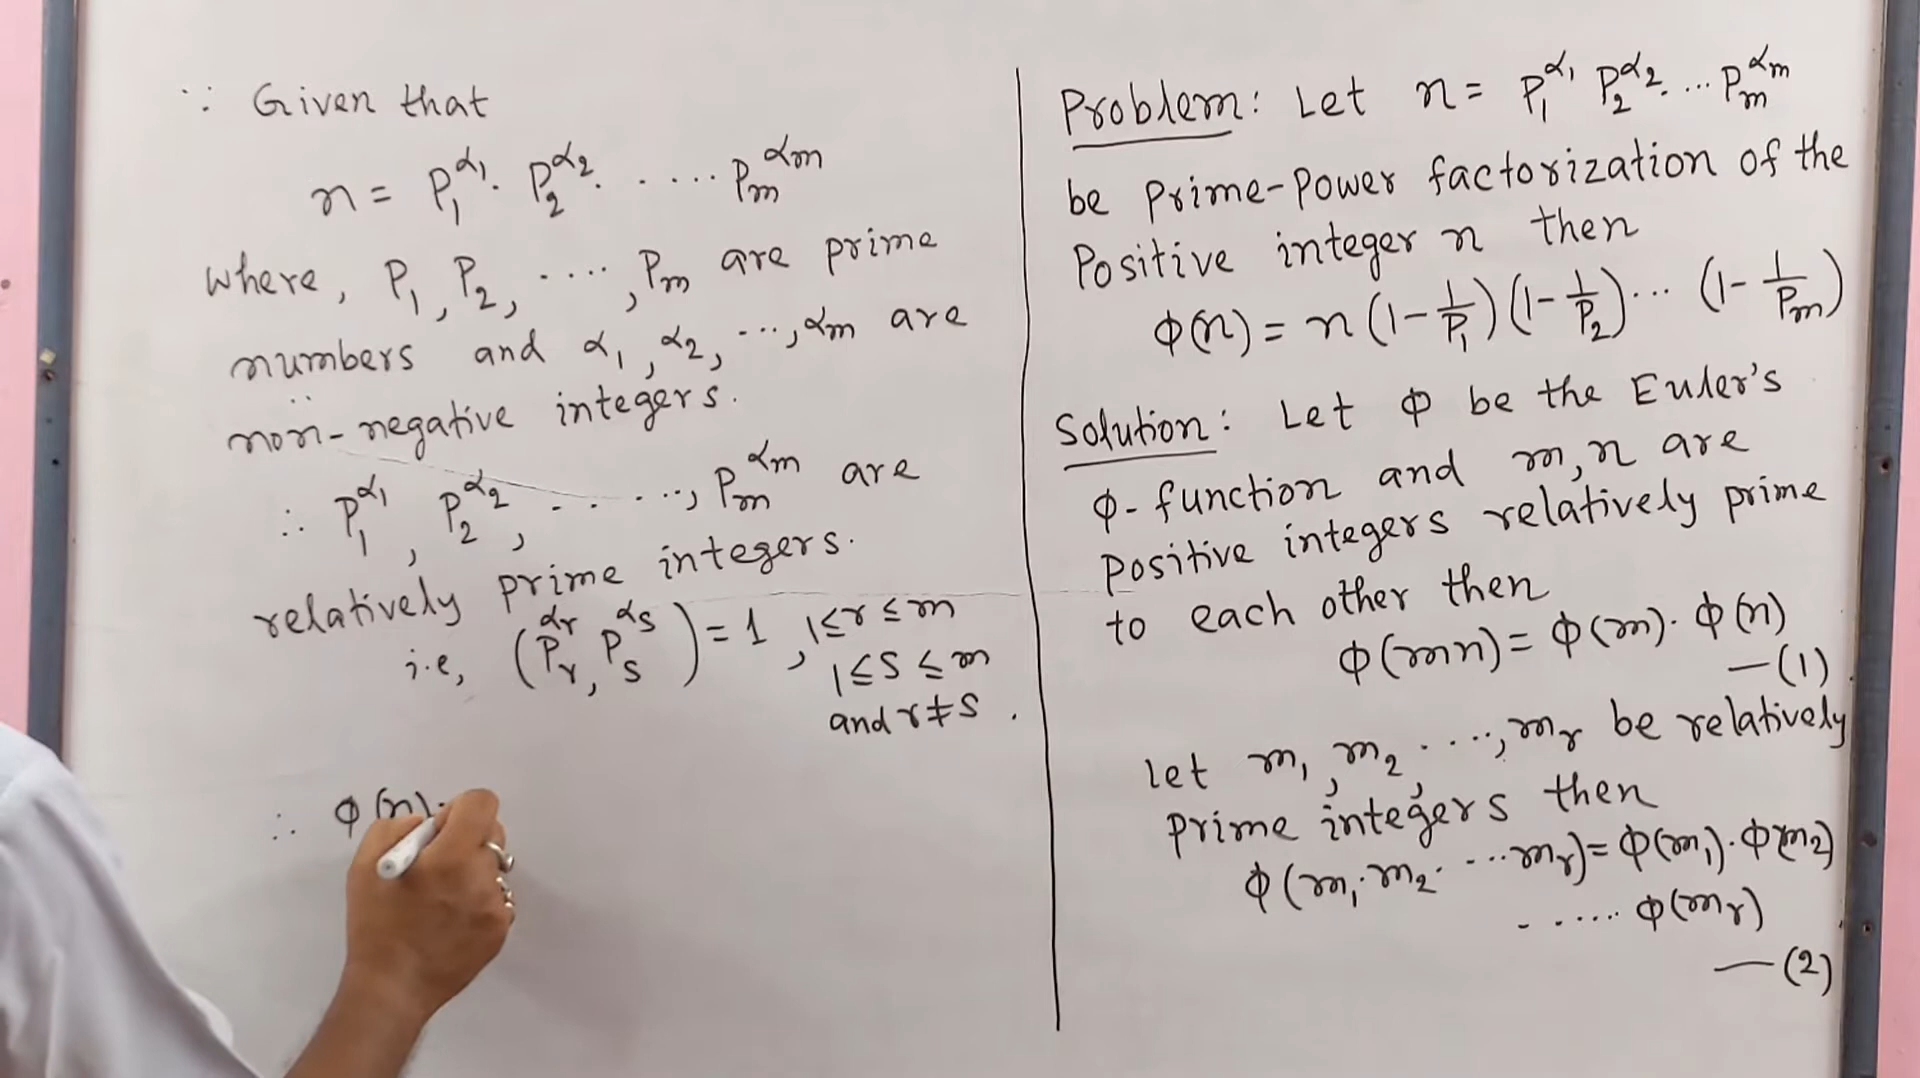 Problem: Let n = P₁^α₁ P₂^α₂. ... Pₘ^αm
be Prime-Power factorization of the
Positive integer n then
ϕ(n) = n (1 - 1/P₁) (1 - 1/P₂) ... (1 - 1/Pₘ)
Solution: Let ϕ be the Euler's
ϕ-function and m, n are
Positive integers relatively prime
to each other then
ϕ(mn) = ϕ(m). ϕ(n)
—(1)
Let m₁, m₂, ...., mᵣ be relatively
prime integers then
ϕ(m₁. m₂. ... mᵣ) = ϕ(m₁). ϕ(m₂)
...... ϕ(mᵣ)
—(2)
∵ Given that
n = P₁^α₁. P₂^α₂. ..... Pₘ^αm
where, P₁, P₂, ....., Pₘ are prime
numbers and α₁, α₂, ..., αm are
non-negative integers.
∴ P₁^α₁, P₂^α₂, ....., Pₘ^αm are
relatively prime integers.
i.e, (Pᵣ^αr, Pₛ^αs) = 1, 1≤r≤m
1≤s≤m
and r≠s.
∴ ϕ(n)